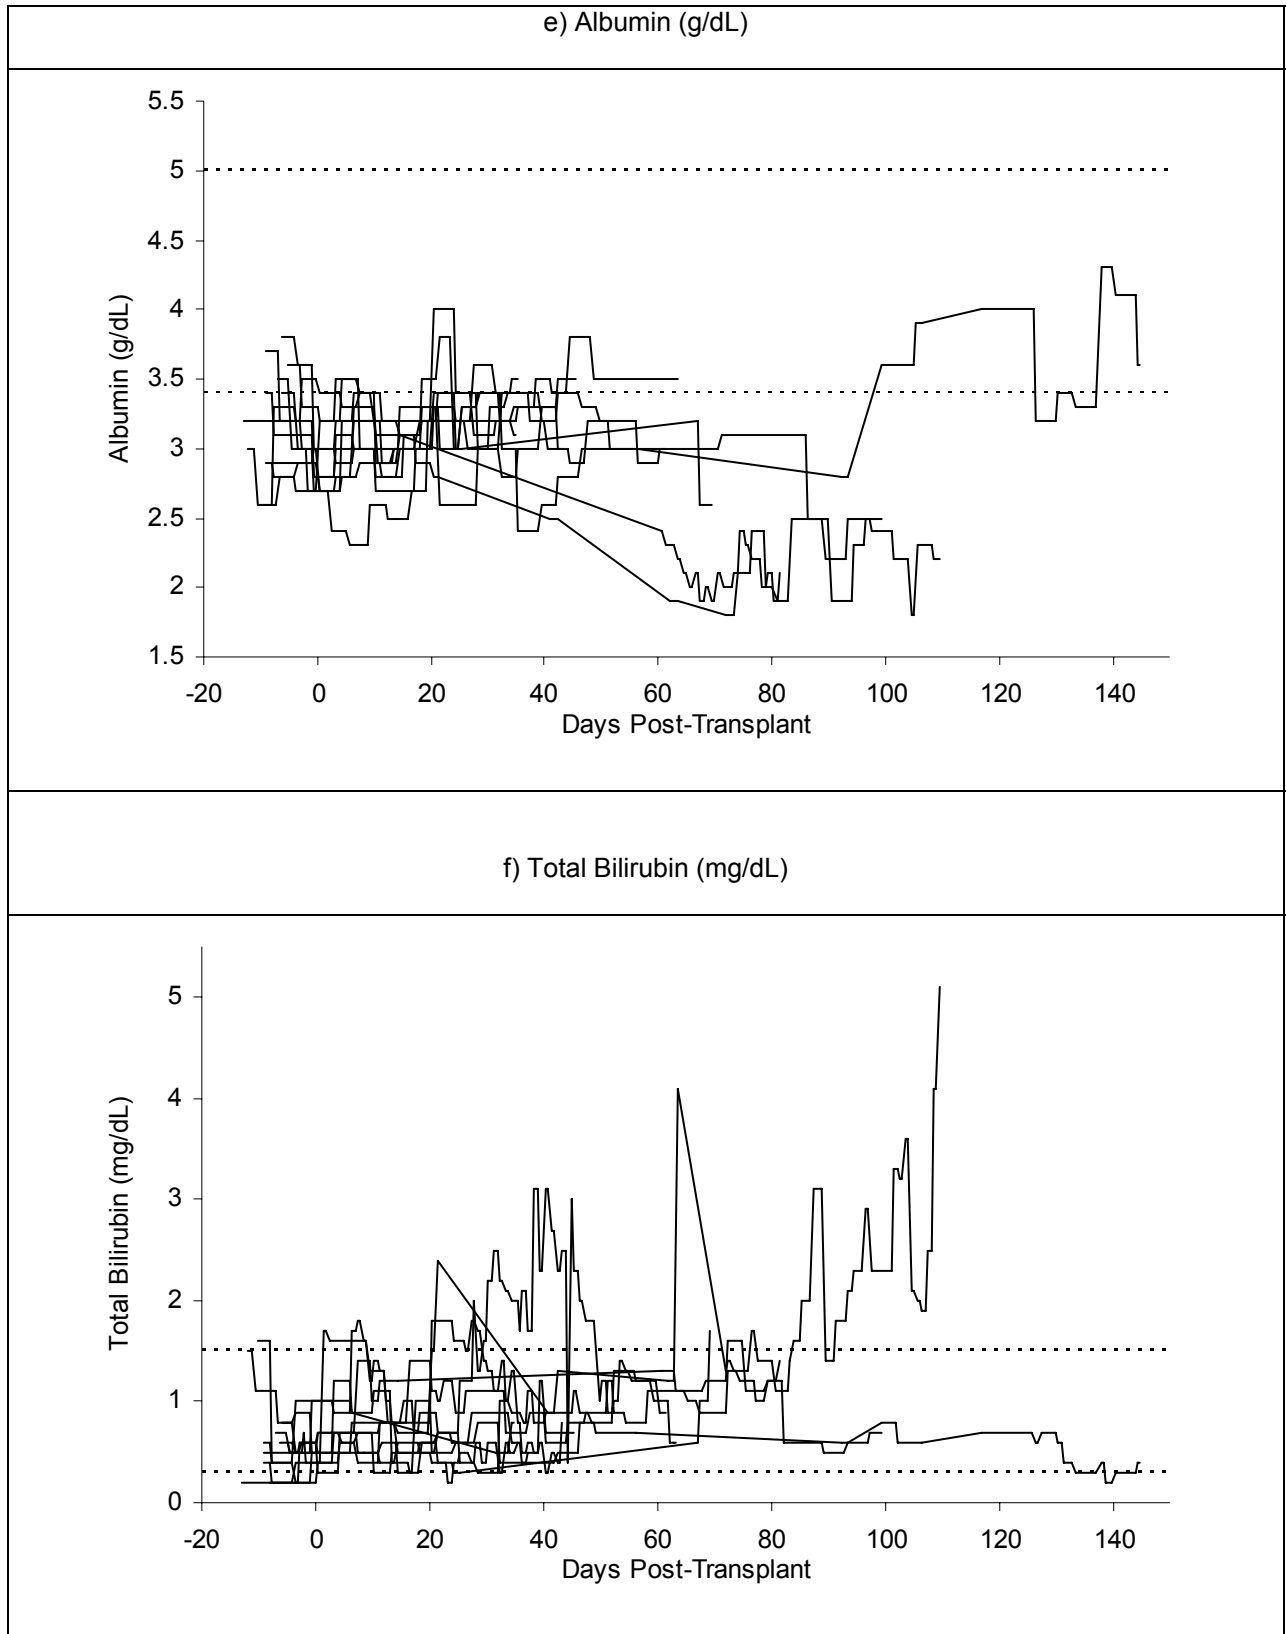 e) Albumin (g/dL)
5.5
5
4.5
4
3.5
3
2.5
2
1.5
Albumin (g/dL)
-20 0 20 40 60 80 100 120 140
Days Post-Transplant
f) Total Bilirubin (mg/dL)
5
4
3
2
1
0
Total Bilirubin (mg/dL)
-20 0 20 40 60 80 100 120 140
Days Post-Transplant